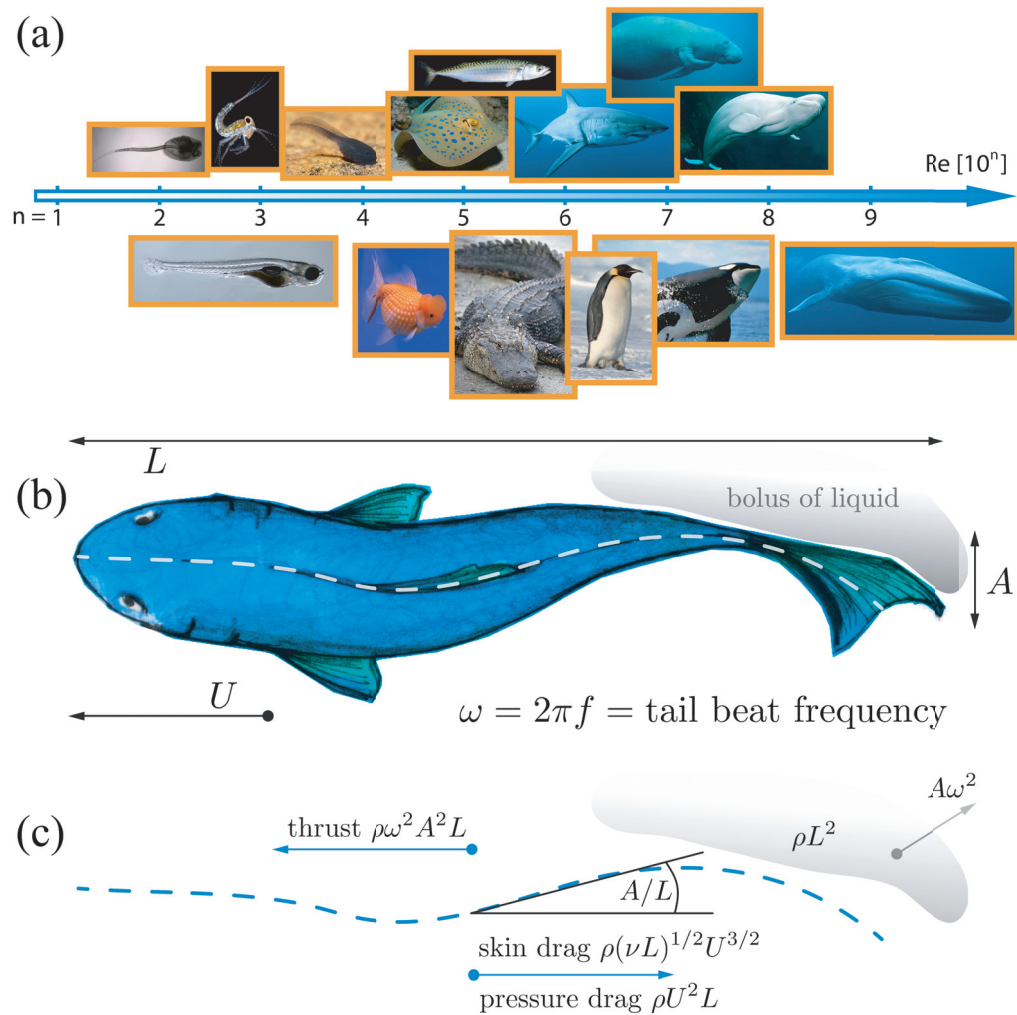 (a)
Re [10ⁿ]
n = 1 2 3 4 5 6 7 8 9
L
(b)
bolus of liquid
A
U
ω = 2πf = tail beat frequency
(c)
Aω²
thrust ρω²A²L
ρL²
A/L
skin drag ρ(νL)^{1/2}U^{3/2}
pressure drag ρU²L